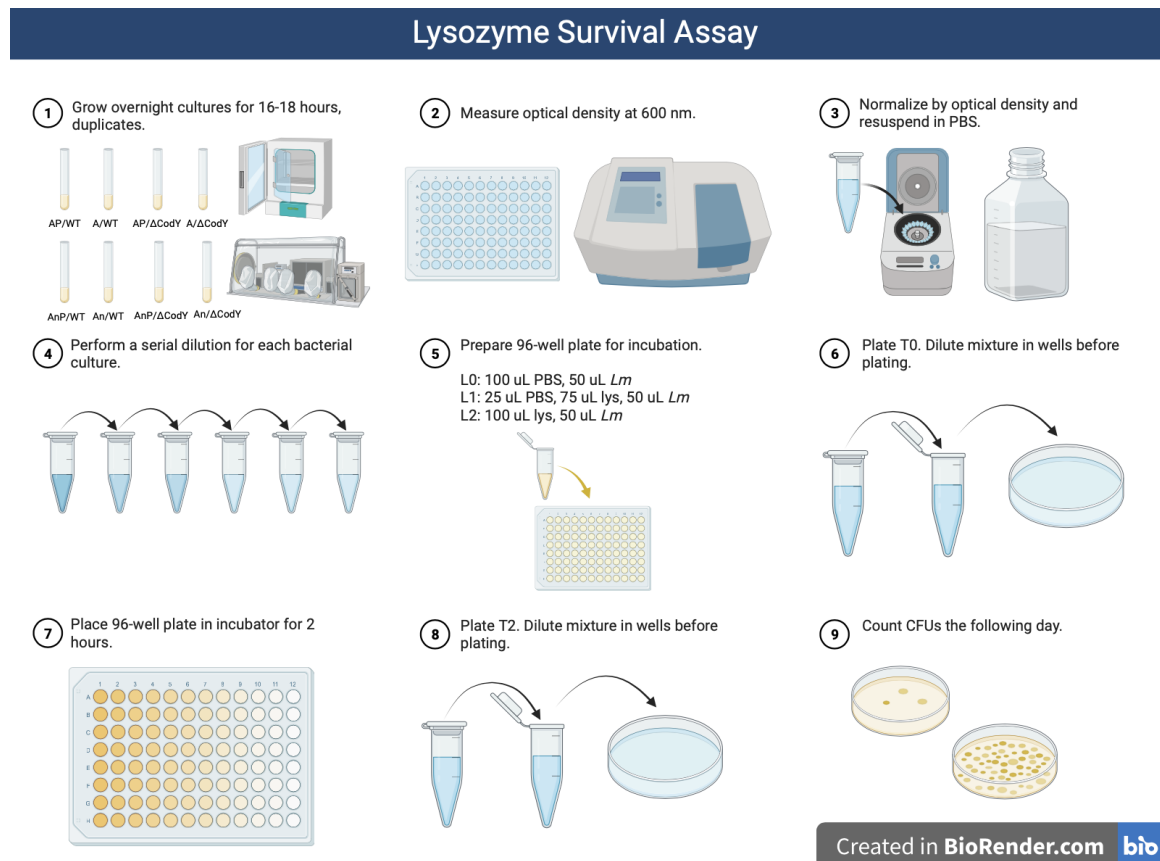 Lysozyme Survival Assay
1
Grow overnight cultures for 16-18 hours,
duplicates.
AP/WT A/WT AP/ΔCodY A/ΔCodY
AnP/WT An/WT AnP/ΔCodY An/ΔCodY
2
Measure optical density at 600 nm.
3
Normalize by optical density and
resuspend in PBS.
4
Perform a serial dilution for each bacterial
culture.
5
Prepare 96-well plate for incubation.
L0: 100 uL PBS, 50 uL Lm
L1: 25 uL PBS, 75 uL lys, 50 uL Lm
L2: 100 uL lys, 50 uL Lm
6
Plate T0. Dilute mixture in wells before
plating.
7
Place 96-well plate in incubator for 2
hours.
1 2 3 4 5 6 7 8 9 10 11 12
A
B
C
D
E
F
G
H
8
Plate T2. Dilute mixture in wells before
plating.
9
Count CFUs the following day.
Created in BioRender.com bio